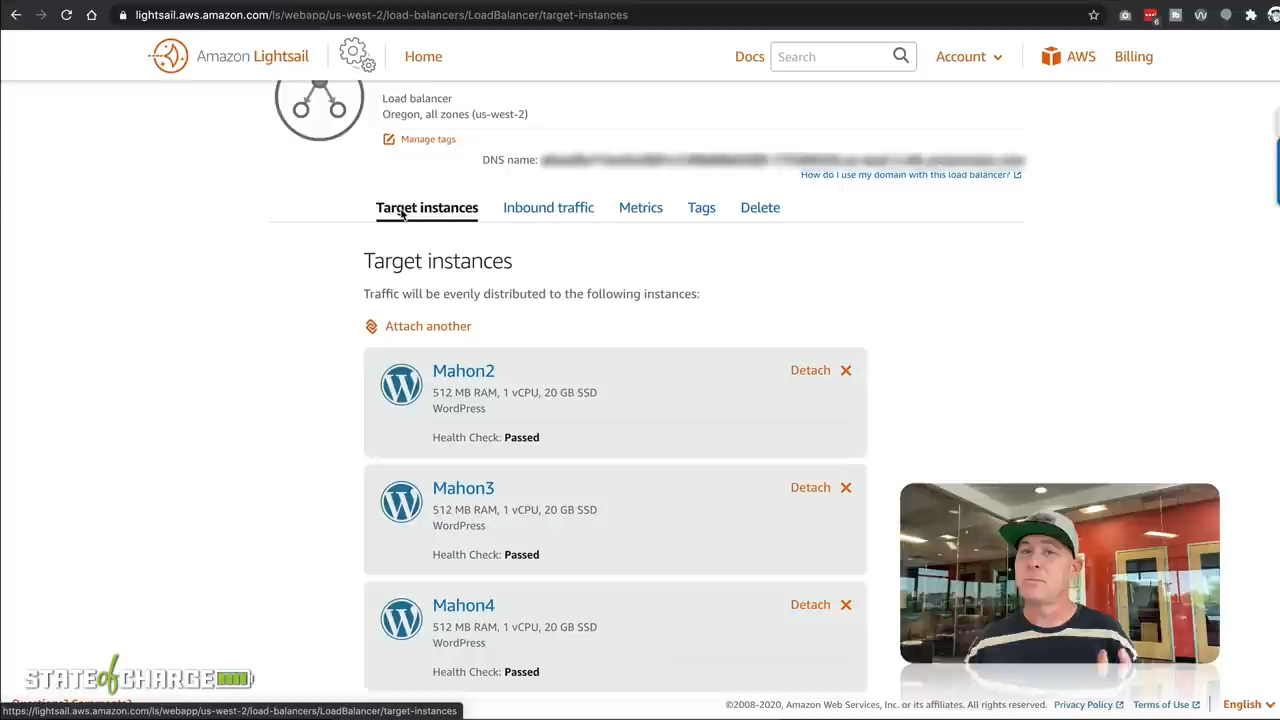 lightsail.aws.amazon.com/ls/webapp/us-west-2/load-balancers/LoadBalancer/target-instances
6
Amazon Lightsail
Home
Docs
Search
Account
AWS
Billing
Load balancer
Oregon, all zones (us-west-2)
Manage tags
DNS name:
How do I use my domain with this load balancer?
Target instances
Inbound traffic
Metrics
Tags
Delete
Target instances
Traffic will be evenly distributed to the following instances:
Attach another
Mahon2
Detach
512 MB RAM, 1 vCPU, 20 GB SSD
WordPress
Health Check: Passed
Mahon3
Detach
512 MB RAM, 1 vCPU, 20 GB SSD
WordPress
Health Check: Passed
Mahon4
Detach
512 MB RAM, 1 vCPU, 20 GB SSD
WordPress
Health Check: Passed
STATE of CHARGE
Questions? Comments?
https://lightsail.aws.amazon.com/ls/webapp/us-west-2/load-balancers/LoadBalancer/target-instances
©2008-2020, Amazon Web Services, Inc. or its affiliates. All rights reserved.
Privacy Policy
Terms of Use
English